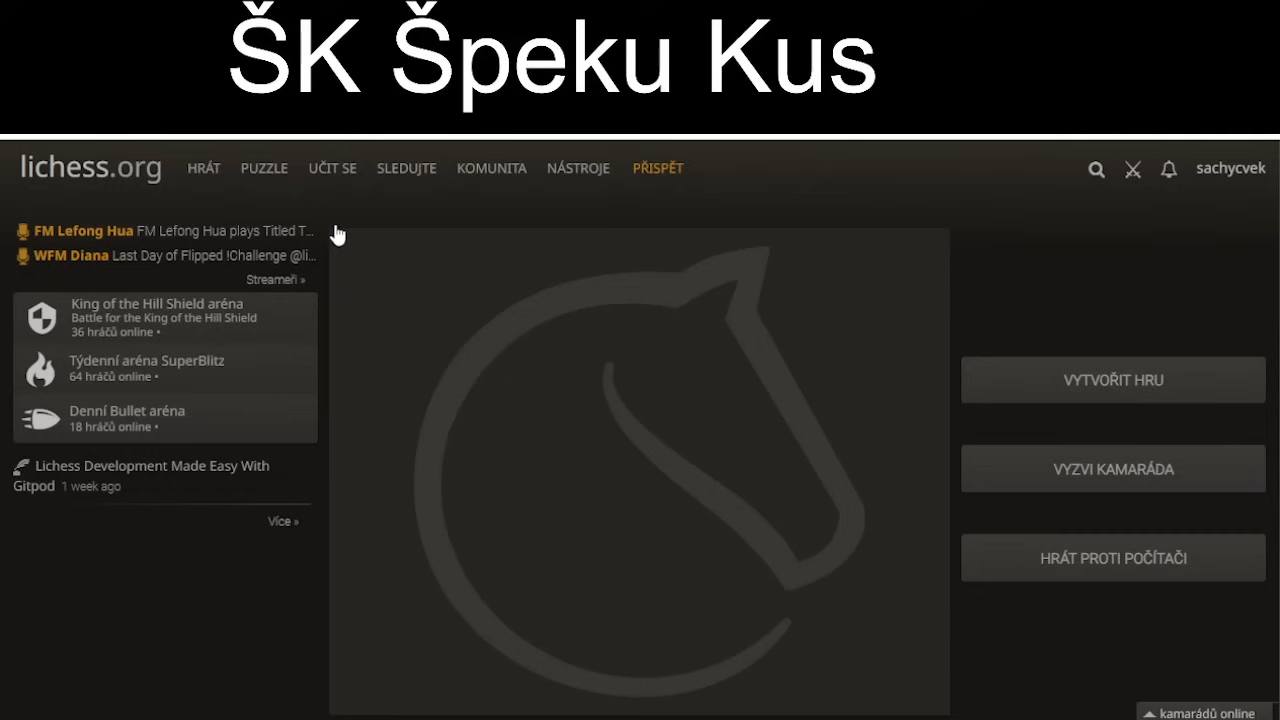 ŠK Špeku Kus
lichess.org HRÁT PUZZLE UČIT SE SLEDUJTE KOMUNITA NÁSTROJE PŘISPĚT sachycvek
FM Lefong Hua FM Lefong Hua plays Titled T...
WFM Diana Last Day of Flipped !Challenge @li...
Streameři »
King of the Hill Shield aréna
Battle for the King of the Hill Shield
36 hráčů online •
Týdenní aréna SuperBlitz
64 hráčů online •
Denní Bullet aréna
18 hráčů online •
Lichess Development Made Easy With
Gitpod 1 week ago
Více »
VYTVOŘIT HRU
VYZVI KAMARÁDA
HRÁT PROTI POČÍTAČI
kamarádů online